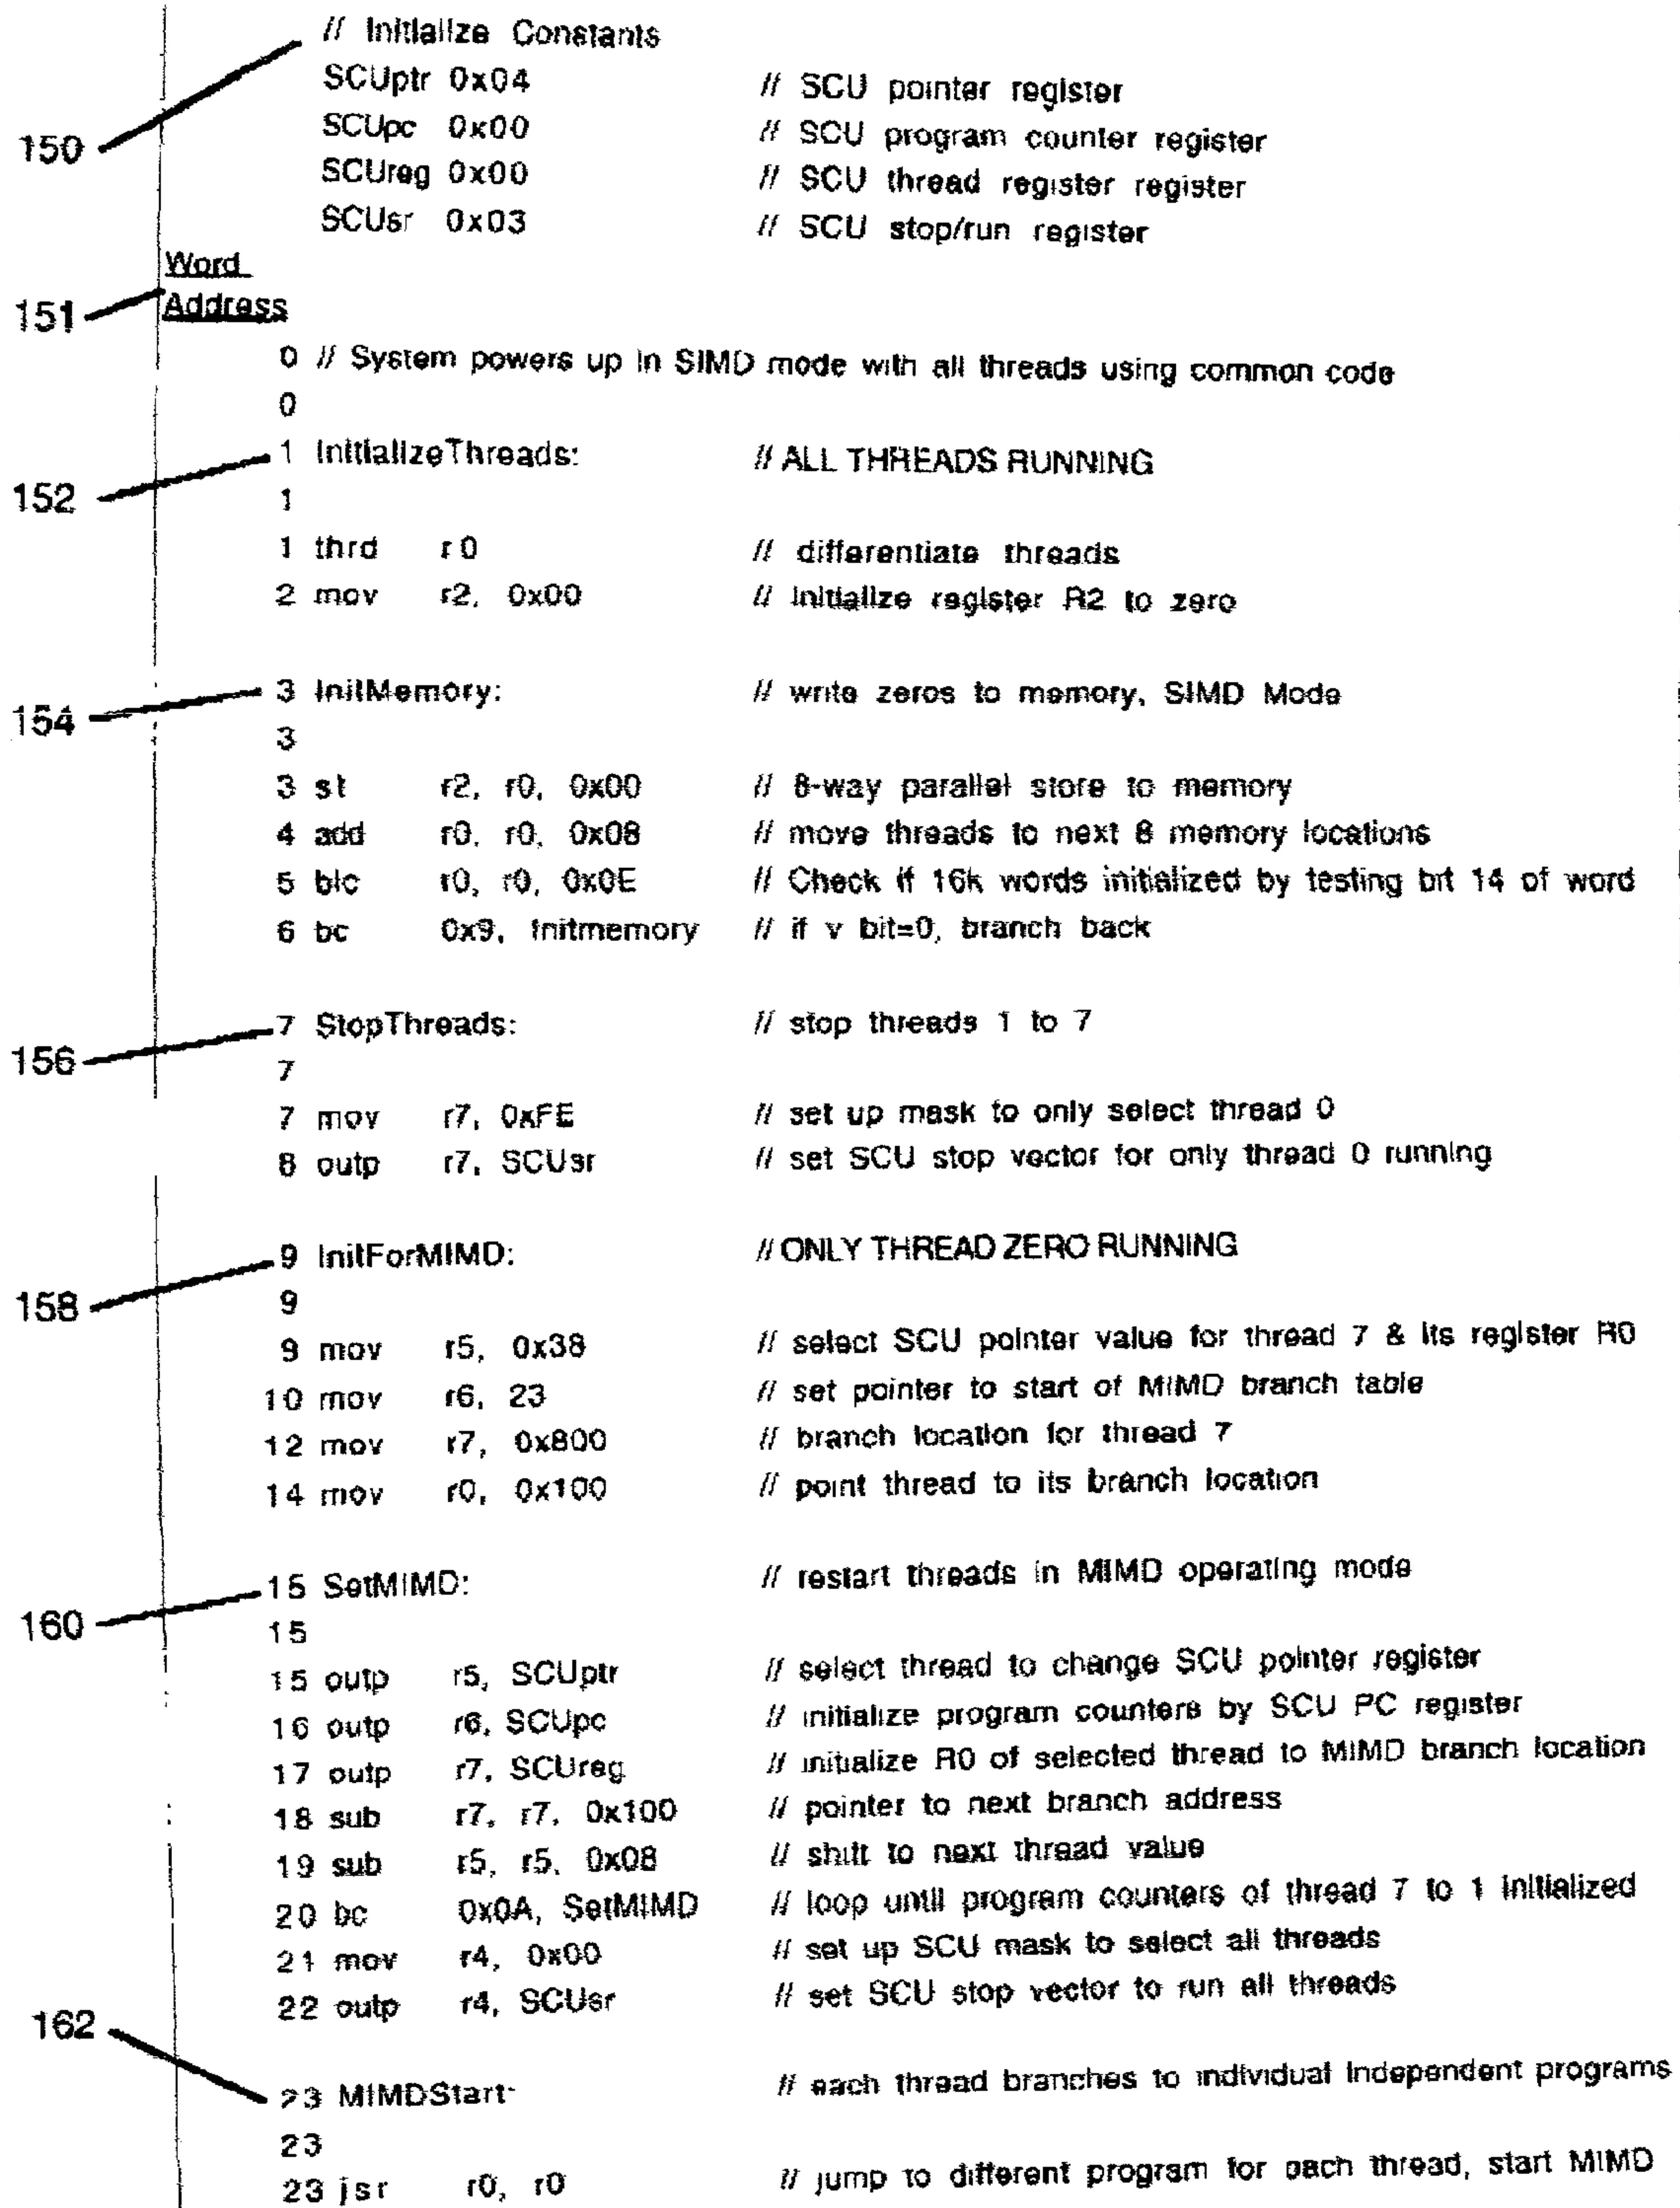 // Initialize Constants
SCUptr 0x04 // SCU pointer register
150
SCUpc 0x00 // SCU program counter register
SCUreg 0x00 // SCU thread register register
SCUsr 0x03 // SCU stop/run register
Word
151 Address
0 // System powers up in SIMD mode with all threads using common code
0
152 1 InitializeThreads: // ALL THREADS RUNNING
1
1 thrd r0 // differentiate threads
2 mov r2, 0x00 // initialize register R2 to zero
154 3 InitMemory: // write zeros to memory, SIMD Mode
3
3 st r2, r0, 0x00 // 8-way parallel store to memory
4 add r0, r0, 0x08 // move threads to next 8 memory locations
5 bic r0, r0, 0x0E // Check if 16k words initialized by testing bit 14 of word
6 bc 0x9, Initmemory // if v bit=0, branch back
156 7 StopThreads: // stop threads 1 to 7
7
7 mov r7, 0xFE // set up mask to only select thread 0
8 outp r7, SCUsr // set SCU stop vector for only thread 0 running
158 9 InitForMIMD: // ONLY THREAD ZERO RUNNING
9
9 mov r5, 0x38 // select SCU pointer value for thread 7 & its register R0
10 mov r6, 23 // set pointer to start of MIMD branch table
12 mov r7, 0x800 // branch location for thread 7
14 mov r0, 0x100 // point thread to its branch location
160 15 SetMIMD: // restart threads in MIMD operating mode
15
15 outp r5, SCUptr // select thread to change SCU pointer register
16 outp r6, SCUpc // initialize program counters by SCU PC register
17 outp r7, SCUreg // initialize R0 of selected thread to MIMD branch location
18 sub r7, r7, 0x100 // pointer to next branch address
19 sub r5, r5, 0x08 // shift to next thread value
20 bc 0x0A, SetMIMD // loop until program counters of thread 7 to 1 initialized
21 mov r4, 0x00 // set up SCU mask to select all threads
22 outp r4, SCUsr // set SCU stop vector to run all threads
162 23 MIMDStart: // each thread branches to individual independent programs
23
23 jsr r0, r0 // jump to different program for each thread, start MIMD